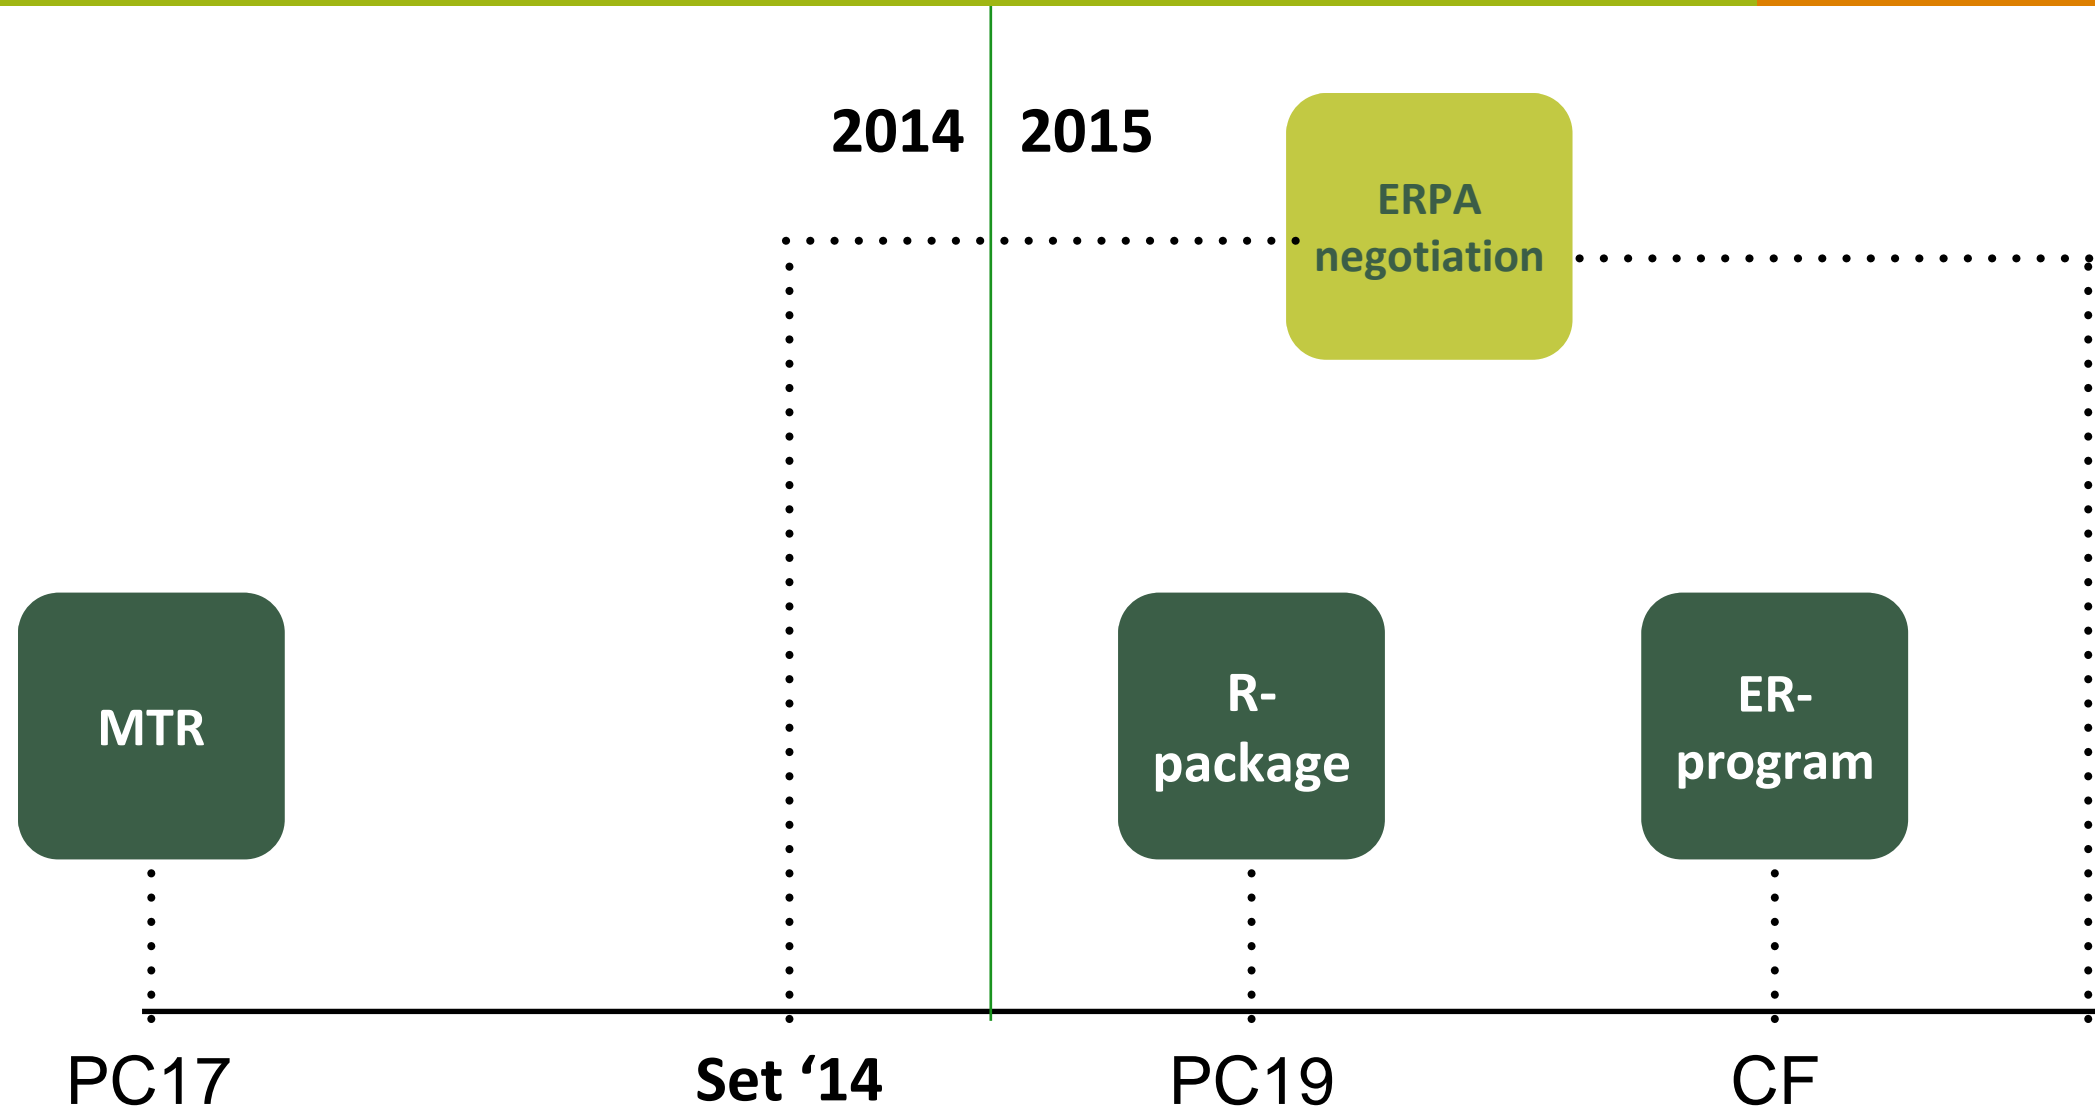 2014
2015
ERPA
negotiation
MTR
R-
package
ER-
program
PC17
Set ‘14
PC19
CF